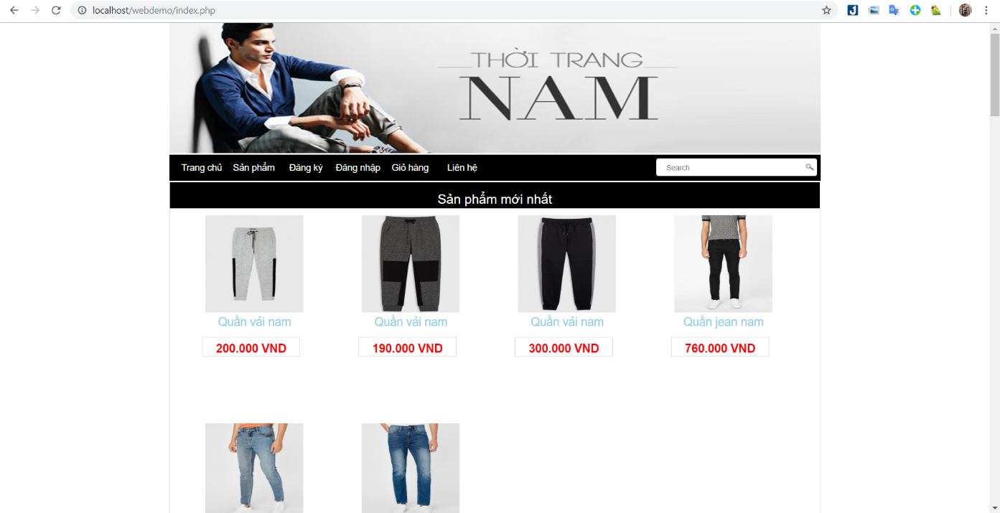 localhost/webdemo/index.php
THỜI TRANG
NAM
Trang chủ Sản phẩm Đăng ký Đăng nhập Giỏ hàng Liên hệ Search
Sản phẩm mới nhất
Quần vải nam Quần vải nam Quần vải nam Quần jean nam
200.000 VND 190.000 VND 300.000 VND 760.000 VND